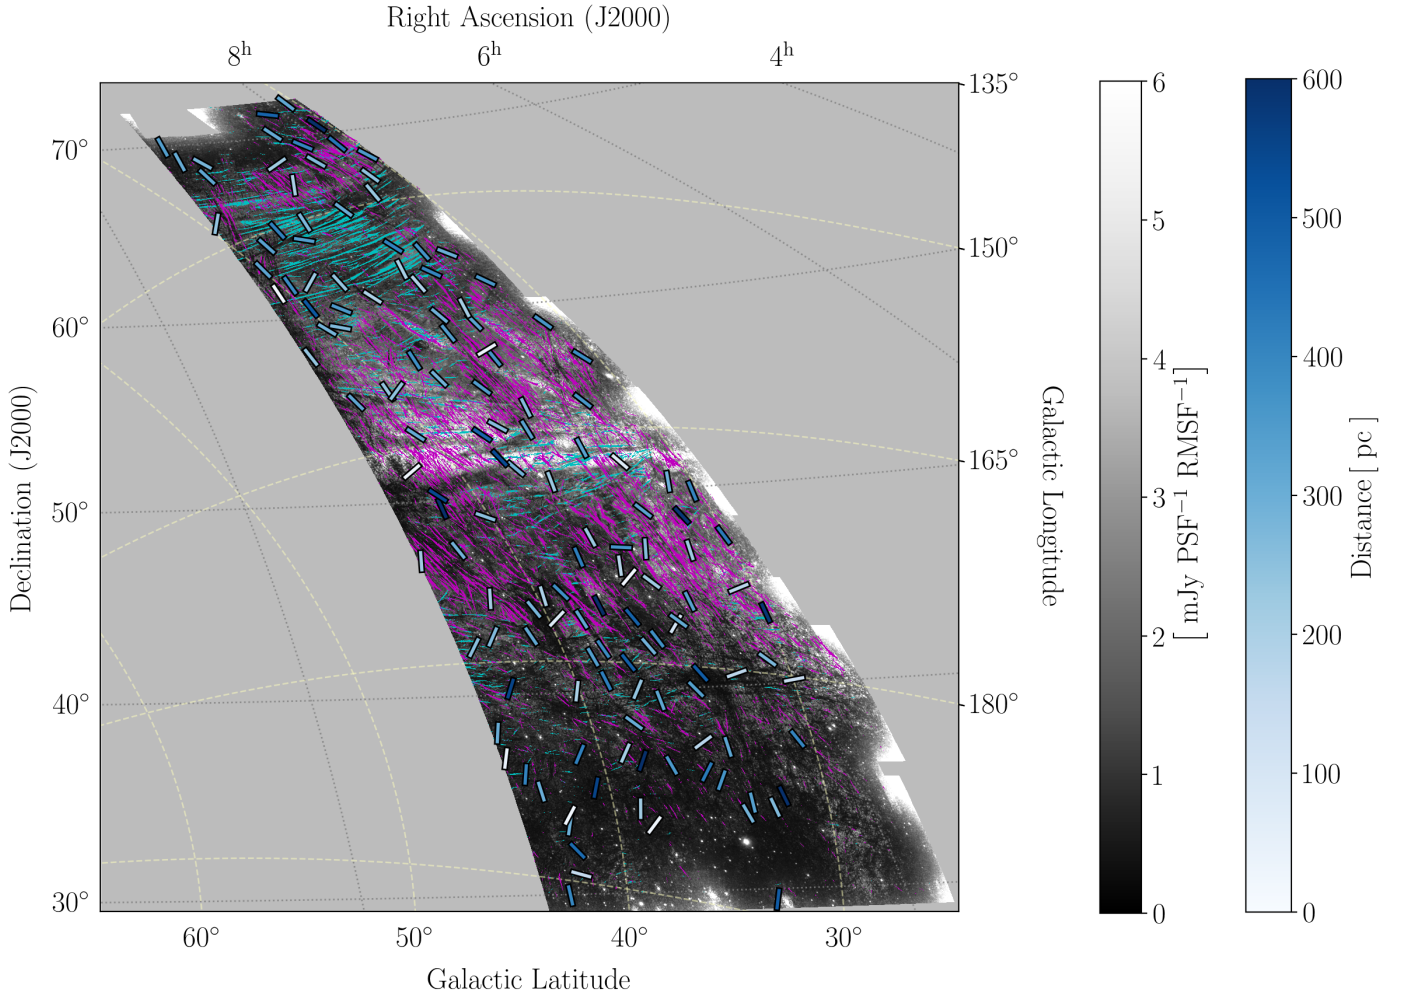 Right Ascension (J2000)
8h 6h 4h
135°
150°
165°
180°
70°
60°
50°
40°
30°
Declination (J2000)
Galactic Longitude
60° 50° 40° 30°
Galactic Latitude
6
5
4
3
2
1
0
[ mJy PSF−1 RMSF−1 ]
600
500
400
300
200
100
0
Distance [ pc ]